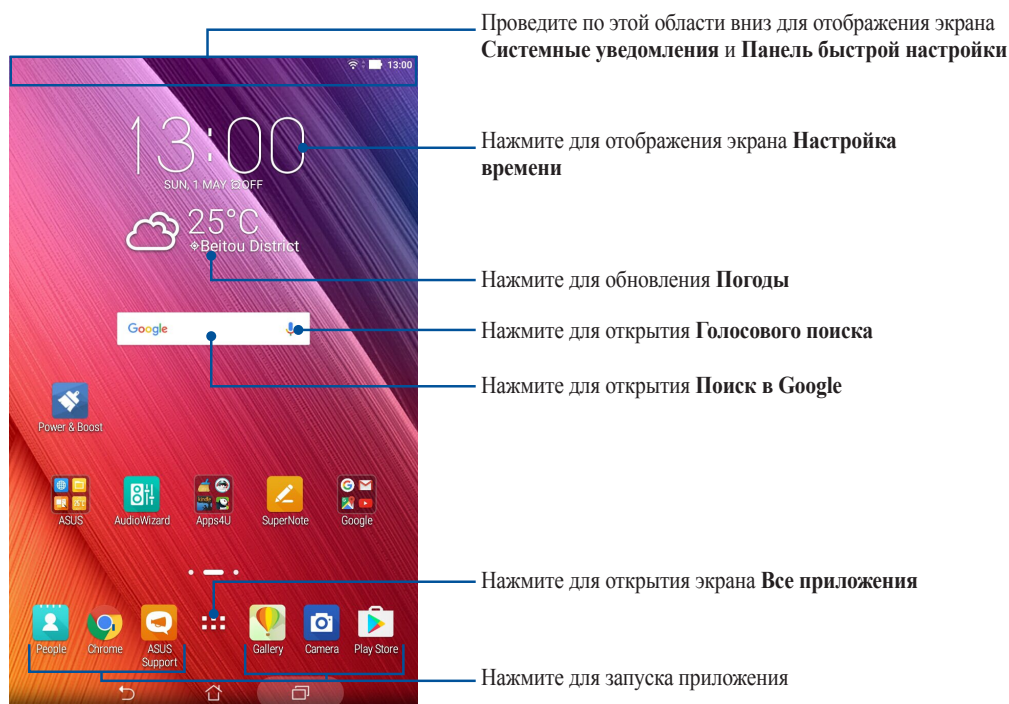 Проведите по этой области вниз для отображения экрана
Системные уведомления и Панель быстрой настройки
13:00
13:00
Нажмите для отображения экрана Настройка
времени
SUN, 1 MAY OFF
25°C
Beitou District
Нажмите для обновления Погоды
Google
Нажмите для открытия Голосового поиска
Нажмите для открытия Поиск в Google
Power & Boost
kindle
ASUS
AudioWizard
Apps4U
SuperNote
Google
Нажмите для открытия экрана Все приложения
People
Chrome
ASUS
Support
Gallery
Camera
Play Store
Нажмите для запуска приложения